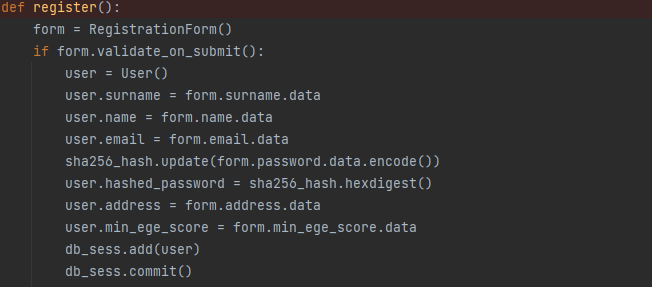 def register():
    form = RegistrationForm()
    if form.validate_on_submit():
        user = User()
        user.surname = form.surname.data
        user.name = form.name.data
        user.email = form.email.data
        sha256_hash.update(form.password.data.encode())
        user.hashed_password = sha256_hash.hexdigest()
        user.address = form.address.data
        user.min_ege_score = form.min_ege_score.data
        db_sess.add(user)
        db_sess.commit()